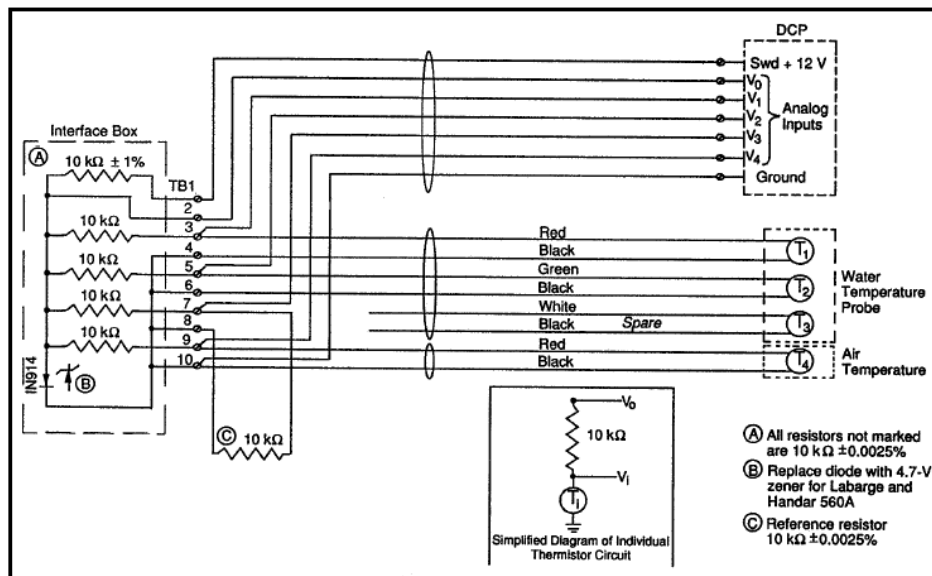 DCP
Swd + 12 V
V0
V1
V2
V3
V4
Analog
Inputs
Ground
Interface Box
A
10 kΩ ± 1%
TB1
2
10 kΩ
3
4
10 kΩ
5
6
10 kΩ
7
8
10 kΩ
9
10
IN914
B
C 10 kΩ
Red
Black
Green
Black
White
Black Spare
Red
Black
T1
T2
T3
T4
Water
Temperature
Probe
Air
Temperature
V0
10 kΩ
Vi
Ti
Simplified Diagram of Individual
Thermistor Circuit
A All resistors not marked
are 10 kΩ ±0.0025%
B Replace diode with 4.7-V
zener for Labarge and
Handar 560A
C Reference resistor
10 kΩ ±0.0025%